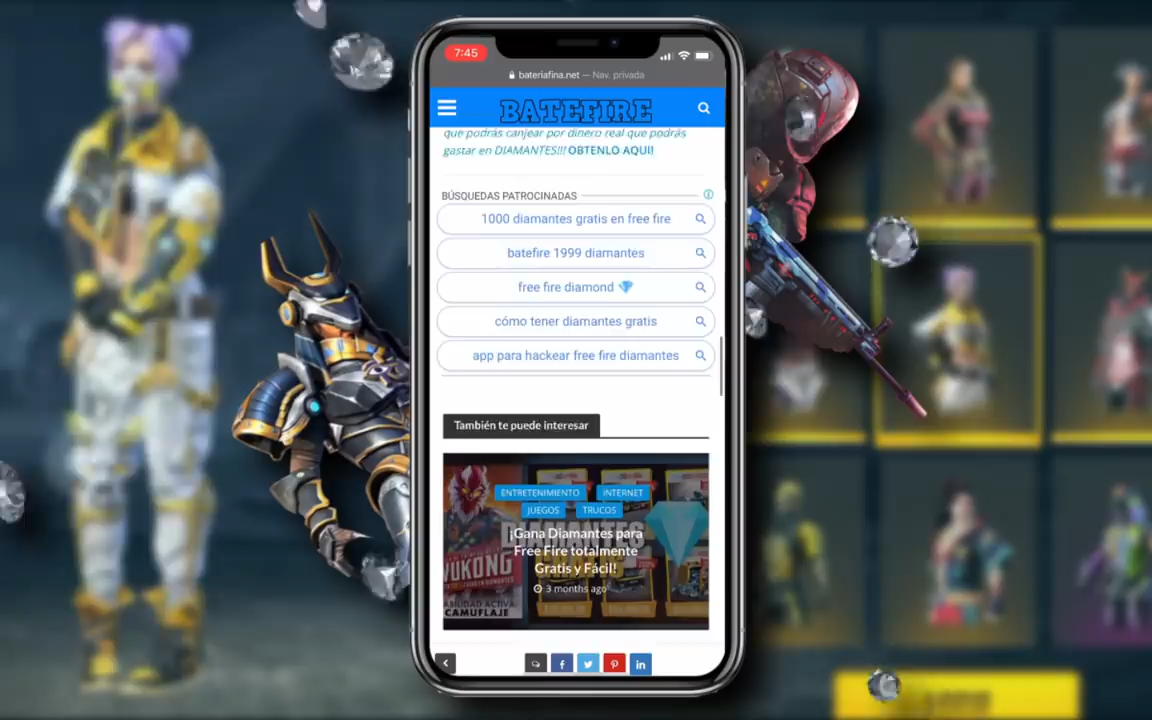 7:45
bateriafina.net — Nav. privada
BATEFIRE
que podrás canjear por dinero real que podrás
gastar en DIAMANTES!!! OBTENLO AQUI!
BÚSQUEDAS PATROCINADAS
1000 diamantes gratis en free fire
batefire 1999 diamantes
free fire diamond 💎
cómo tener diamantes gratis
app para hackear free fire diamantes
También te puede interesar
ENTRETENIMIENTO
INTERNET
JUEGOS
TRUCOS
DIAMANTES
¡Gana Diamantes para
Free Fire totalmente
Gratis y Fácil!
3 months ago
WUKONG
CAMUFLAJE